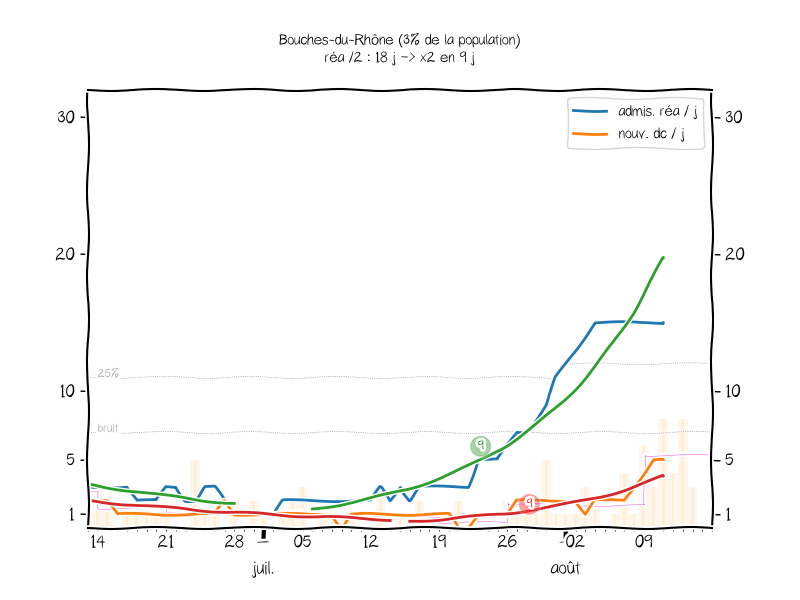 Bouches-du-Rhône (3% de la population)
réa /2 : 18 j -> x2 en 9 j
admis. réa / j
nouv. dc / j
30
30
20
20
25%
10
10
bruit
9
5
5
9
1
1
14 21 28 05 12 19 26 02 09
juil. août